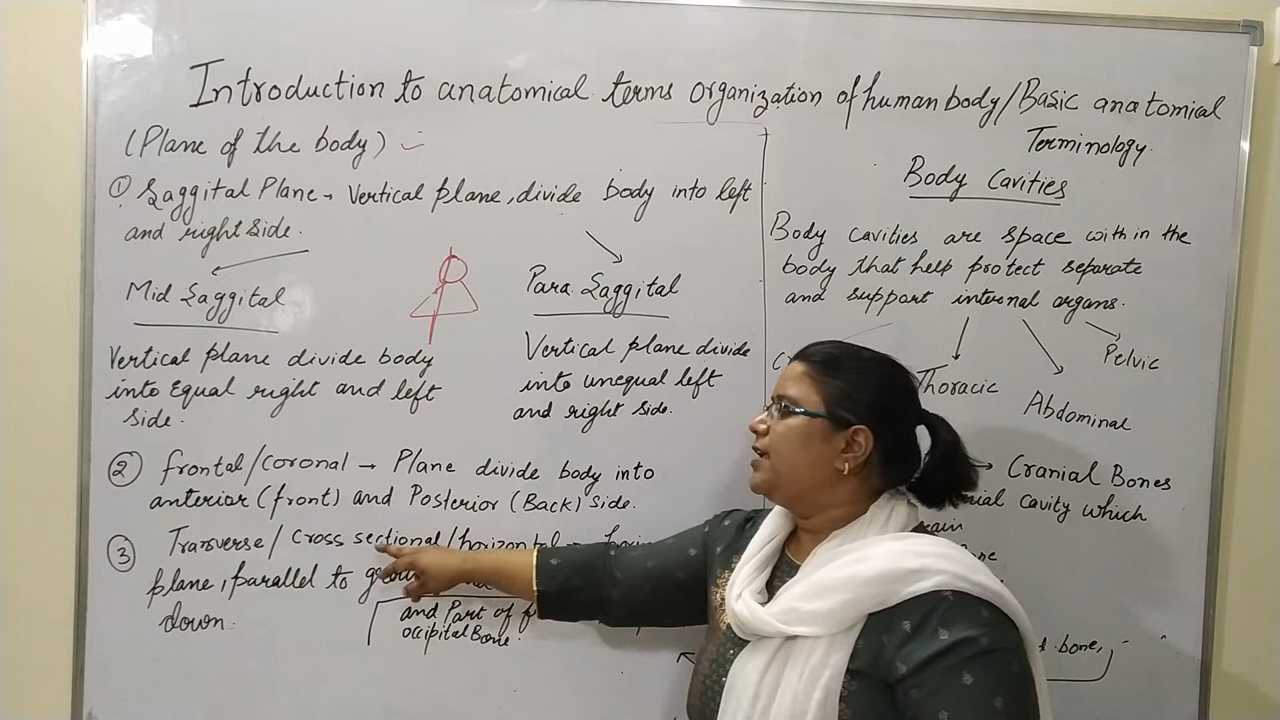 Introduction to anatomical terms organization of human body/Basic anatomical
Terminology.
(Plane of the body)
① Saggital Plane → Vertical plane, divide body into left
and right side.
Mid Saggital
Vertical plane divide body
into Equal right and left
side.
Para Saggital
Vertical plane divide
into unequal left
and right side.
② frontal/coronal → Plane divide body into
anterior (front) and Posterior (Back) side.
③ Transverse/ cross sectional/horizontal →
plane, parallel to
down.
and Part of
occipital Bone.
Body Cavities
Body cavities are space with in the
body that help protect separate
and support internal organs.
Thoracic
Abdominal
Pelvic
→ Cranial Bones
cavity which
bone,